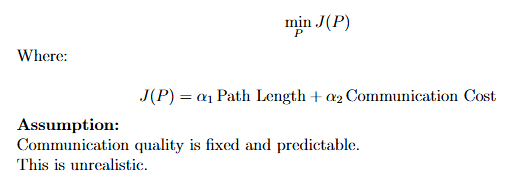 min J(P)
P
Where:
J(P) = α₁ Path Length + α₂ Communication Cost
Assumption:
Communication quality is fixed and predictable.
This is unrealistic.